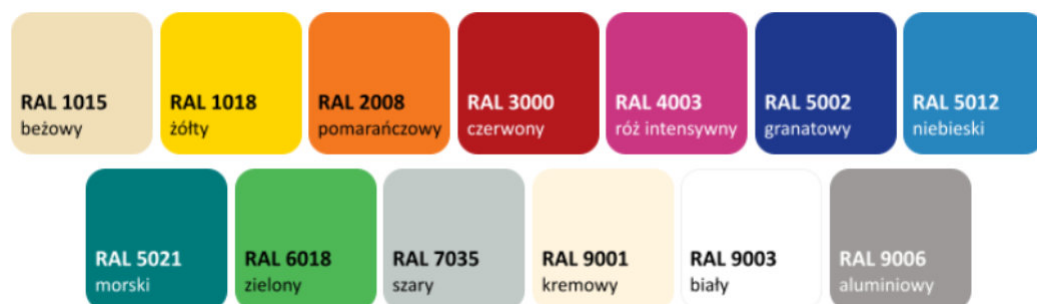 RAL 1015
beżowy
RAL 1018
żółty
RAL 2008
pomarańczowy
RAL 3000
czerwony
RAL 4003
róż intensywny
RAL 5002
granatowy
RAL 5012
niebieski
RAL 5021
morski
RAL 6018
zielony
RAL 7035
szary
RAL 9001
kremowy
RAL 9003
biały
RAL 9006
aluminiowy